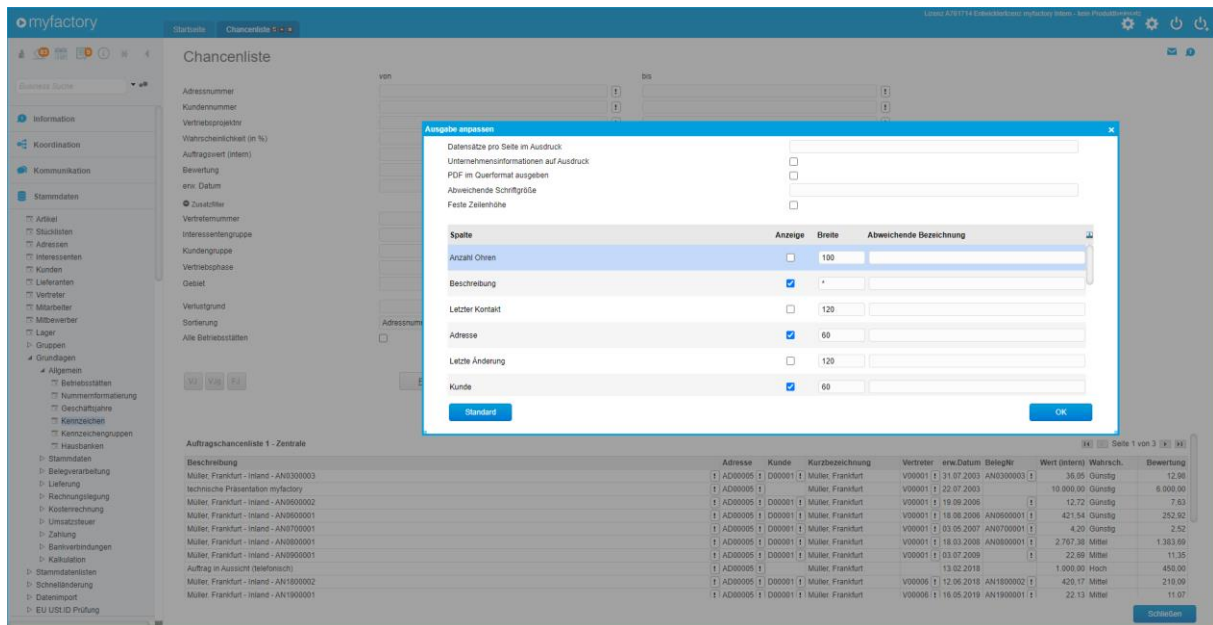 myfactory
Startseite
Chancenliste
Lizenz A761714 Entwicklerlizenz myfactory Intern - kein Produktivbetrieb
Chancenliste
Business Suche
von
bis
Adressnummer
Kundennummer
Vertriebsprojektnr
Wahrscheinlichkeit (in %)
Auftragswert (intern)
Bewertung
erw. Datum
Zusatzfilter
Vertreternummer
Interessentengruppe
Kundengruppe
Vertriebsphase
Gebiet
Verlustgrund
Sortierung
Adressnum
Alle Betriebsstätten
Information
Koordination
Kommunikation
Stammdaten
Artikel
Stücklisten
Adressen
Interessenten
Kunden
Lieferanten
Vertreter
Mitarbeiter
Mitbewerber
Lager
Gruppen
Grundlagen
Allgemein
Betriebsstätten
Nummernformatierung
Geschäftsjahre
Kennzeichen
Kennzeichengruppen
Hausbanken
Stammdaten
Belegverarbeitung
Lieferung
Rechnungslegung
Kostenrechnung
Umsatzsteuer
Zahlung
Bankverbindungen
Kalkulation
Stammdatenlisten
Schnelländerung
Datenimport
EU USt.ID Prüfung
Ausgabe anpassen
Datensätze pro Seite im Ausdruck
Unternehmensinformationen auf Ausdruck
PDF im Querformat ausgeben
Abweichende Schriftgröße
Feste Zeilenhöhe
Spalte Anzeige Breite Abweichende Bezeichnung
Anzahl Ohren 100
Beschreibung *
Letzter Kontakt 120
Adresse 60
Letzte Änderung 120
Kunde 60
Standard
OK
Auftragschancenliste 1 - Zentrale
Seite 1 von 3
Beschreibung Adresse Kunde Kurzbezeichnung Vertreter erw.Datum BelegNr Wert (intern) Wahrsch. Bewertung
Müller, Frankfurt - Inland - AN0300003 AD00005 D00001 Müller, Frankfurt V00001 31.07.2003 AN0300003 36,05 Günstig 12,98
technische Präsentation myfactory AD00005 Müller, Frankfurt V00001 22.07.2003 10.000,00 Günstig 6.000,00
Müller, Frankfurt - Inland - AN0600002 AD00005 D00001 Müller, Frankfurt V00001 19.09.2006 12,72 Günstig 7,63
Müller, Frankfurt - Inland - AN0600001 AD00005 D00001 Müller, Frankfurt V00001 18.08.2006 AN0600001 421,54 Günstig 252,92
Müller, Frankfurt - Inland - AN0700001 AD00005 D00001 Müller, Frankfurt V00001 03.05.2007 AN0700001 4,20 Günstig 2,52
Müller, Frankfurt - Inland - AN0800001 AD00005 D00001 Müller, Frankfurt V00001 18.03.2008 AN0800001 2.767,38 Mittel 1.383,69
Müller, Frankfurt - Inland - AN0900001 AD00005 D00001 Müller, Frankfurt V00001 03.07.2009 22,69 Mittel 11,35
Auftrag in Aussicht (telefonisch) AD00005 Müller, Frankfurt 13.02.2018 1.000,00 Hoch 450,00
Müller, Frankfurt - Inland - AN1800002 AD00005 D00001 Müller, Frankfurt V00006 12.06.2018 AN1800002 420,17 Mittel 210,09
Müller, Frankfurt - Inland - AN1900001 AD00005 D00001 Müller, Frankfurt V00006 16.05.2019 AN1900001 22,13 Mittel 11,07
Schließen